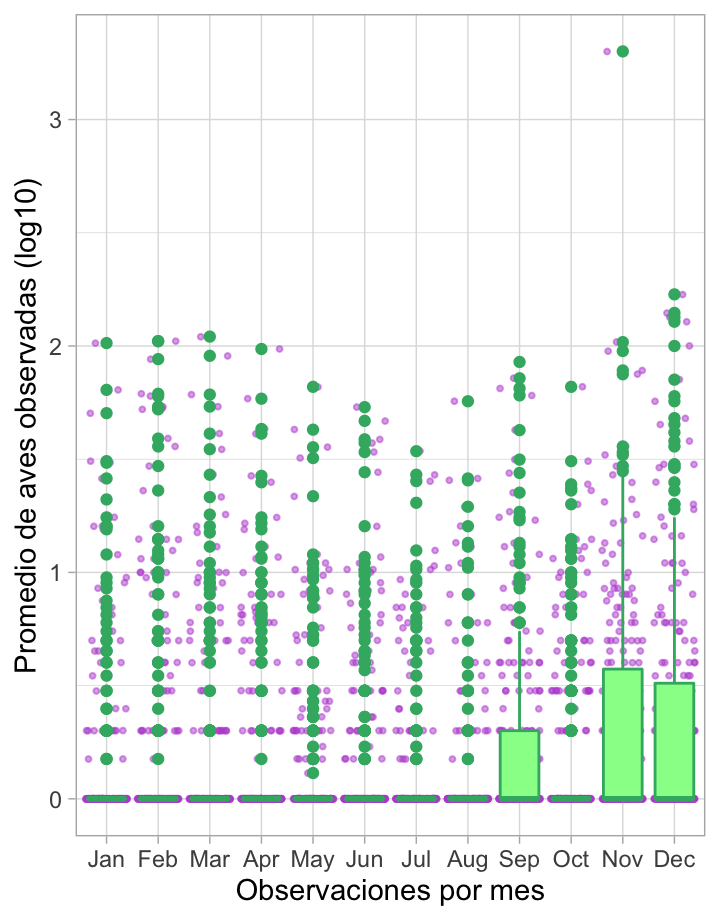 Promedio de aves observadas (log10)
3
2
1
0
Jan Feb Mar Apr May Jun Jul Aug Sep Oct Nov Dec
Observaciones por mes